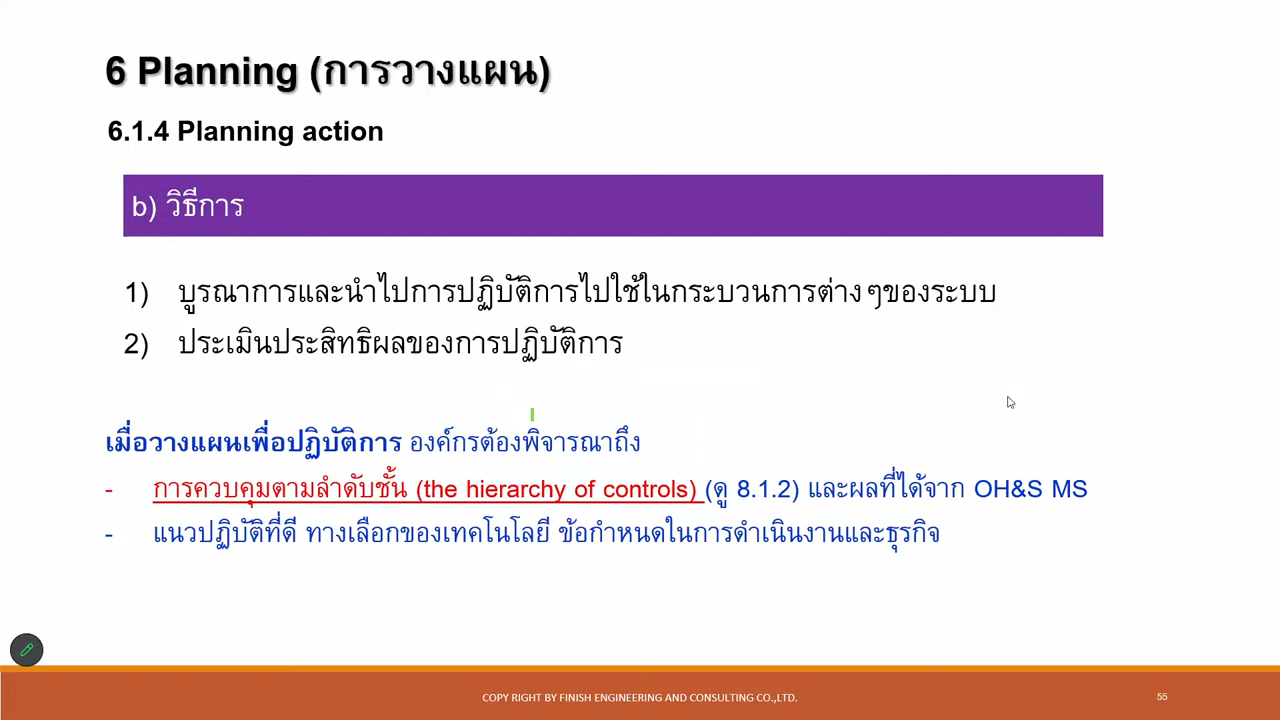 6 Planning (การวางแผน)
6.1.4 Planning action
b) วิธีการ
1) บูรณาการและนำไปการปฏิบัติการไปใช้ในกระบวนการต่าง ๆของระบบ
2) ประเมินประสิทธิผลของการปฏิบัติการ
เมื่อวางแผนเพื่อปฏิบัติการ องค์กรต้องพิจารณาถึง
- การควบคุมตามลำดับชั้น (the hierarchy of controls) (ดู 8.1.2) และผลที่ได้จาก OH&S MS
- แนวปฏิบัติที่ดี ทางเลือกของเทคโนโลยี ข้อกำหนดในการดำเนินงานและธุรกิจ
COPY RIGHT BY FINISH ENGINEERING AND CONSULTING CO.,LTD.
55